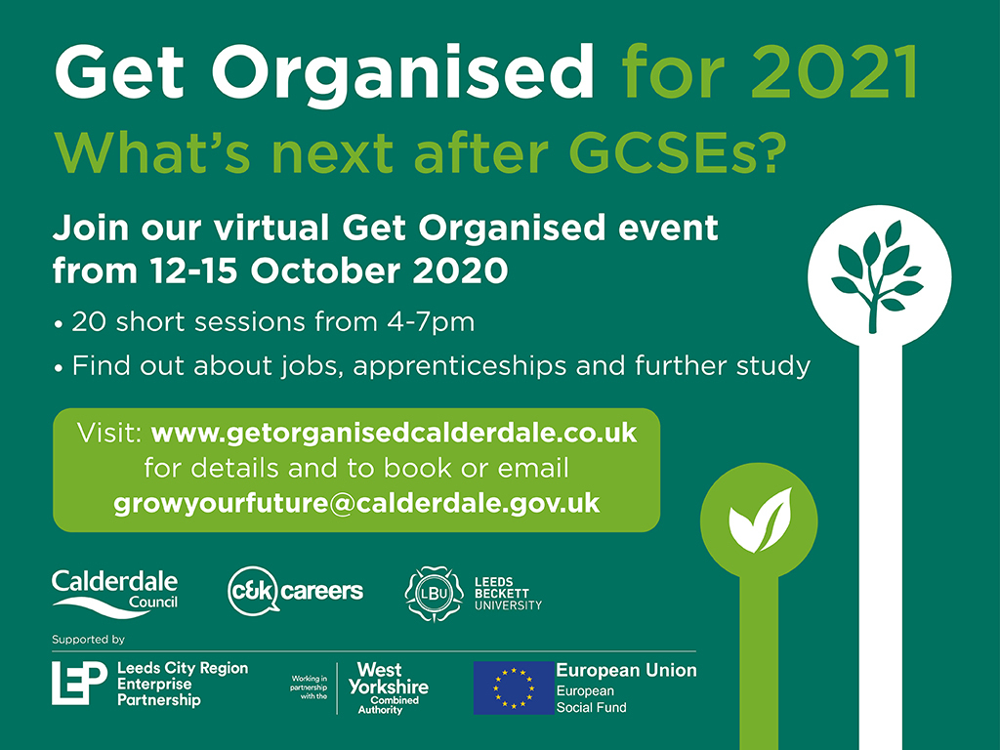 Get Organised for 2021
What's next after GCSEs?
Join our virtual Get Organised event
from 12-15 October 2020
• 20 short sessions from 4-7pm
• Find out about jobs, apprenticeships and further study
Visit: www.getorganisedcalderdale.co.uk
for details and to book or email
growyourfuture@calderdale.gov.uk
Calderdale
Council
c&k careers
LBU
LEEDS
BECKETT
UNIVERSITY
Supported by
LEP
Leeds City Region
Enterprise
Partnership
Working in
partnership
with the
West
Yorkshire
Combined
Authority
European Union
European
Social Fund